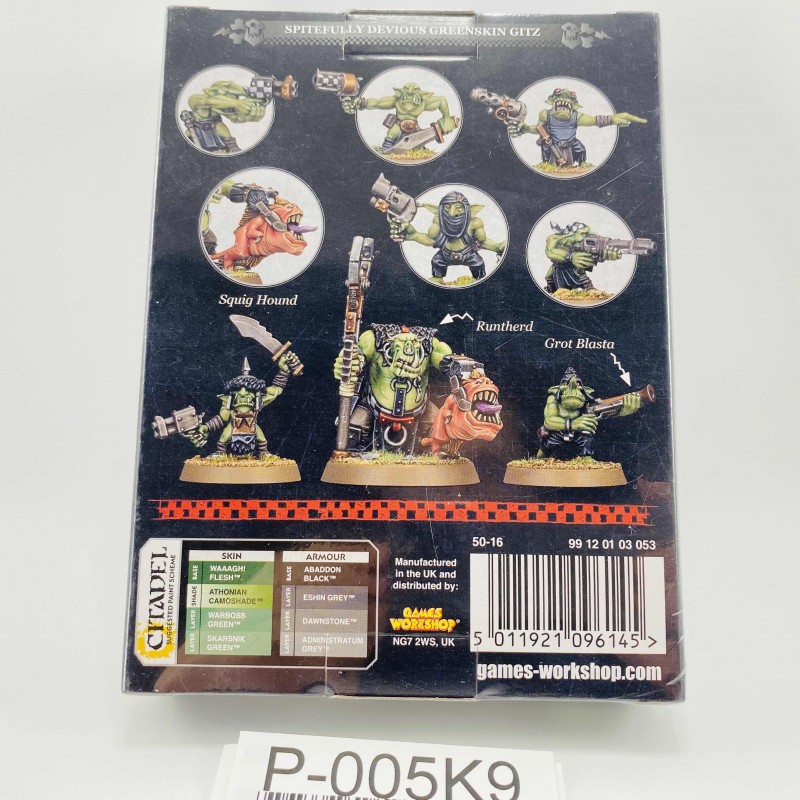 SPITEFULLY DEVIOUS GREENSKIN GITZ
Squig Hound
Runtherd
Grot Blasta
CITADEL
SUGGESTED PAINT SCHEME
SKIN
BASE
WAAAGH!
FLESH™
SHADE
ATHONIAN
CAMOSHADE™
LAYER
WARBOSS
GREEN™
LAYER
SKARSNIK
GREEN™
ARMOUR
BASE
ABADDON
BLACK™
LAYER
ESHIN GREY™
LAYER
DAWNSTONE™
LAYER
ADMINISTRATUM
GREY™
Manufactured
in the UK and
distributed by:
GAMES
WORKSHOP
NG7 2WS, UK
50-16
99 12 01 03 053
5 011921 096145 >
games-workshop.com
P-005K9